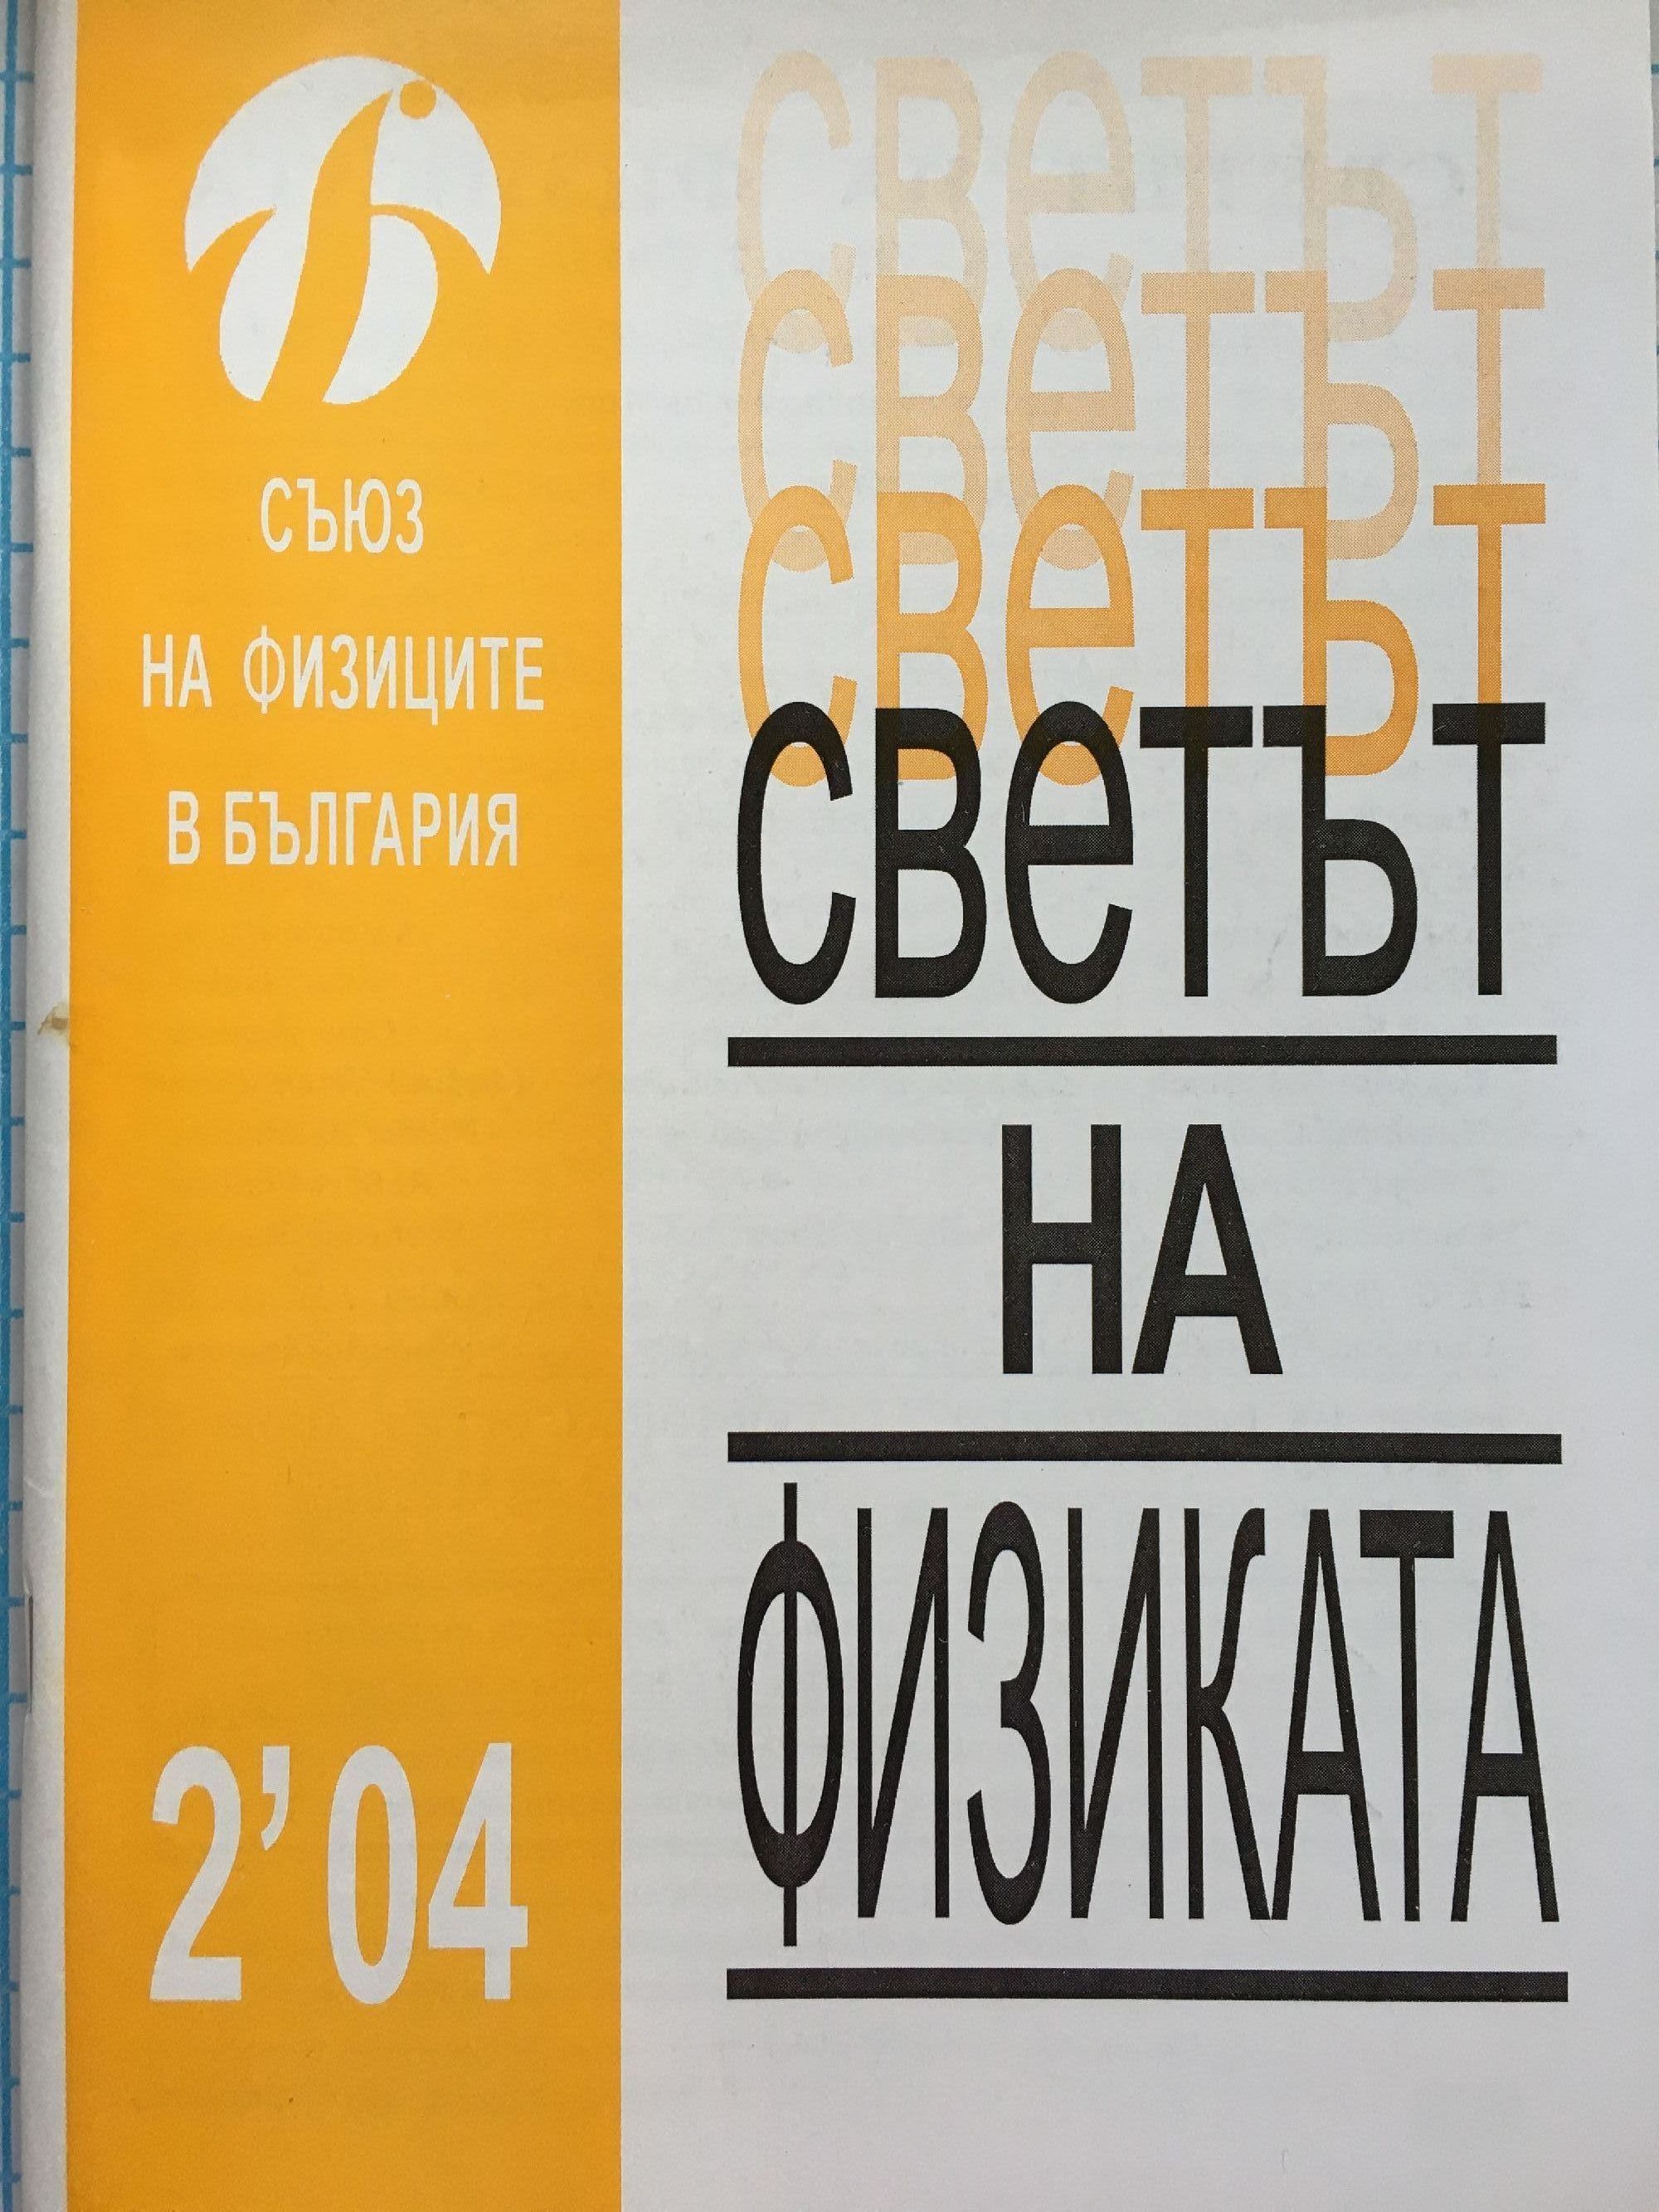 СЪЮЗ
НА ФИЗИЦИТЕ
В БЪЛГАРИЯ
2'04
светът
светът
светът
светът
НА
ФИЗИКАТА